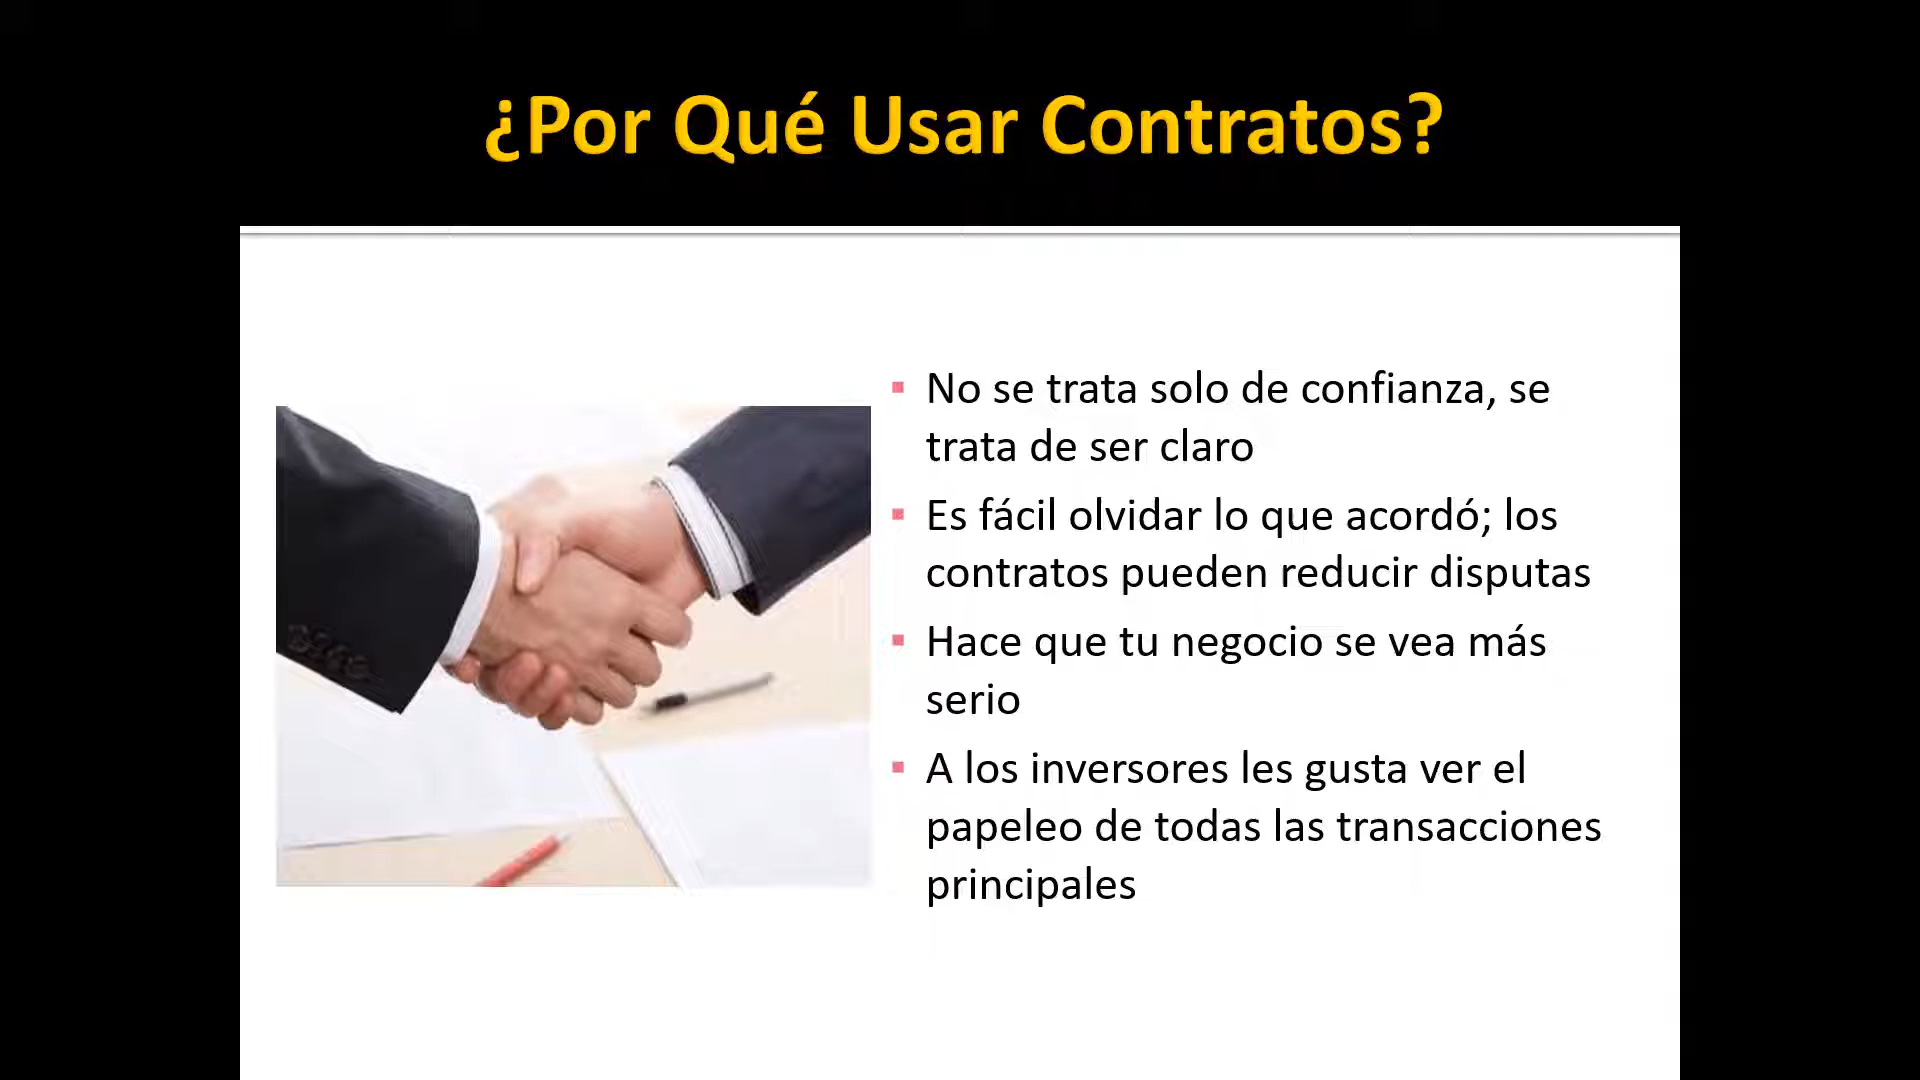 ¿Por Qué Usar Contratos?
No se trata solo de confianza, se
trata de ser claro
Es fácil olvidar lo que acordó; los
contratos pueden reducir disputas
Hace que tu negocio se vea más
serio
A los inversores les gusta ver el
papeleo de todas las transacciones
principales